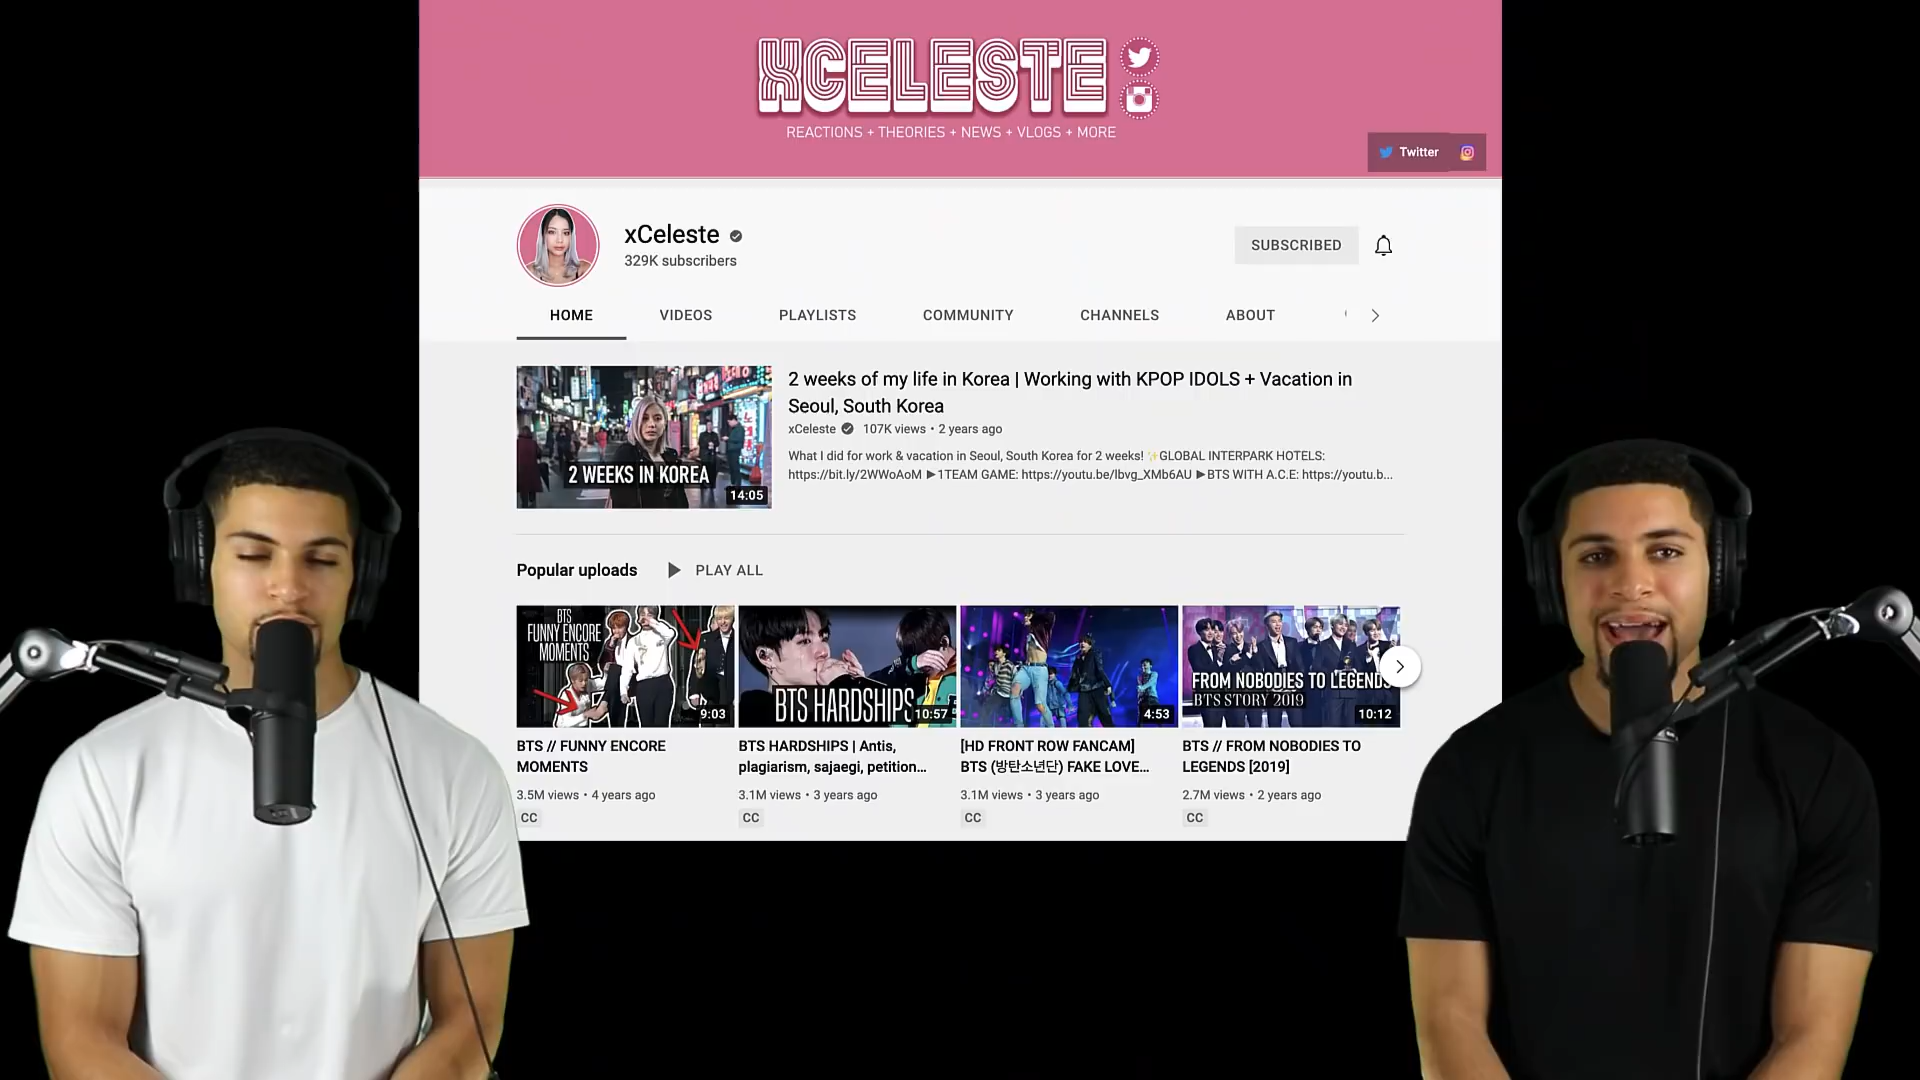 XCELESTE
REACTIONS + THEORIES + NEWS + VLOGS + MORE
Twitter
xCeleste
329K subscribers
SUBSCRIBED
HOME
VIDEOS
PLAYLISTS
COMMUNITY
CHANNELS
ABOUT
2 WEEKS IN KOREA
14:05
2 weeks of my life in Korea | Working with KPOP IDOLS + Vacation in
Seoul, South Korea
xCeleste 107K views • 2 years ago
What I did for work & vacation in Seoul, South Korea for 2 weeks! ✨GLOBAL INTERPARK HOTELS:
https://bit.ly/2WWoAoM ▶1TEAM GAME: https://youtu.be/lbvg_XMb6AU ▶BTS WITH A.C.E: https://youtu.b...
Popular uploads
PLAY ALL
BTS
FUNNY ENCORE
MOMENTS
9:03
BTS // FUNNY ENCORE
MOMENTS
3.5M views • 4 years ago
CC
BTS HARDSHIPS
10:57
BTS HARDSHIPS | Antis,
plagiarism, sajaegi, petition...
3.1M views • 3 years ago
CC
4:53
[HD FRONT ROW FANCAM]
BTS (방탄소년단) FAKE LOVE...
3.1M views • 3 years ago
CC
FROM NOBODIES TO LEGENDS
BTS STORY 2019
10:12
BTS // FROM NOBODIES TO
LEGENDS [2019]
2.7M views • 2 years ago
CC